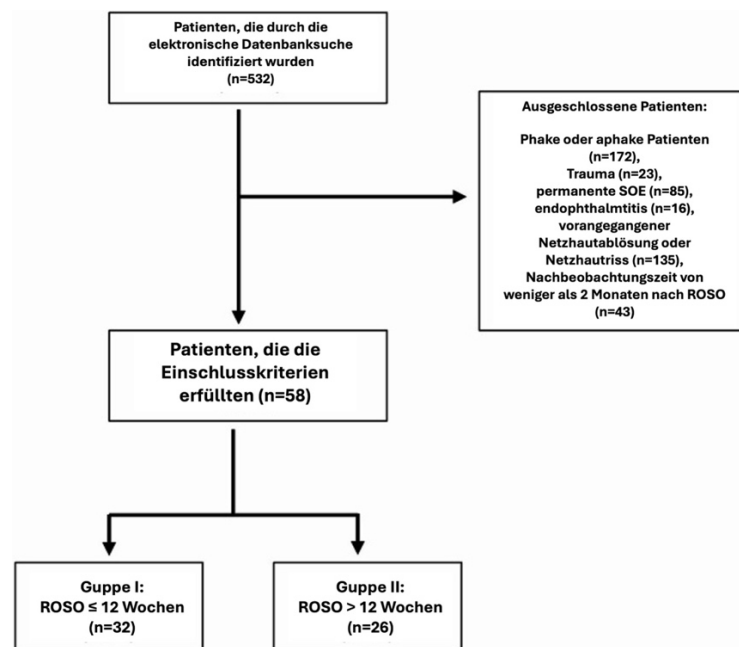 Patienten, die durch die
elektronische Datenbanksuche
identifiziert wurden
(n=532)
Ausgeschlossene Patienten:
Phake oder aphake Patienten
(n=172),
Trauma (n=23),
permanente SOE (n=85),
endophthalmtitis (n=16),
vorangegangener
Netzhautablösung oder
Netzhautriss (n=135),
Nachbeobachtungszeit von
weniger als 2 Monaten nach ROSO
(n=43)
Patienten, die die
Einschlusskriterien
erfüllten (n=58)
Guppe I:
ROSO ≤ 12 Wochen
(n=32)
Guppe II:
ROSO > 12 Wochen
(n=26)